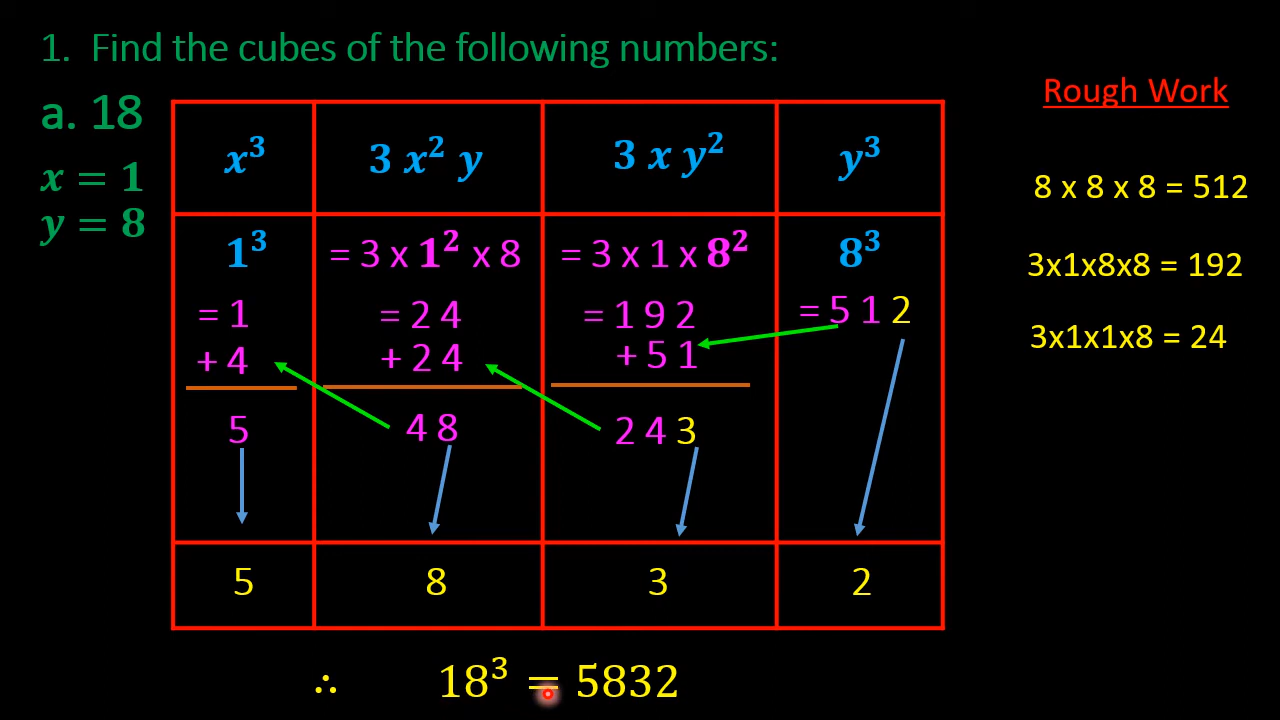 1. Find the cubes of the following numbers:
a. 18
x = 1
y = 8
x³ 3 x² y 3 x y² y³
1³ = 3 x 1² x 8 = 3 x 1 x 8² 8³
= 1 = 2 4 = 1 9 2 = 5 1 2
+ 4 + 2 4 + 5 1
5 4 8 2 4 3
5 8 3 2
∴ 18³ = 5832
Rough Work
8 x 8 x 8 = 512
3x1x8x8 = 192
3x1x1x8 = 24